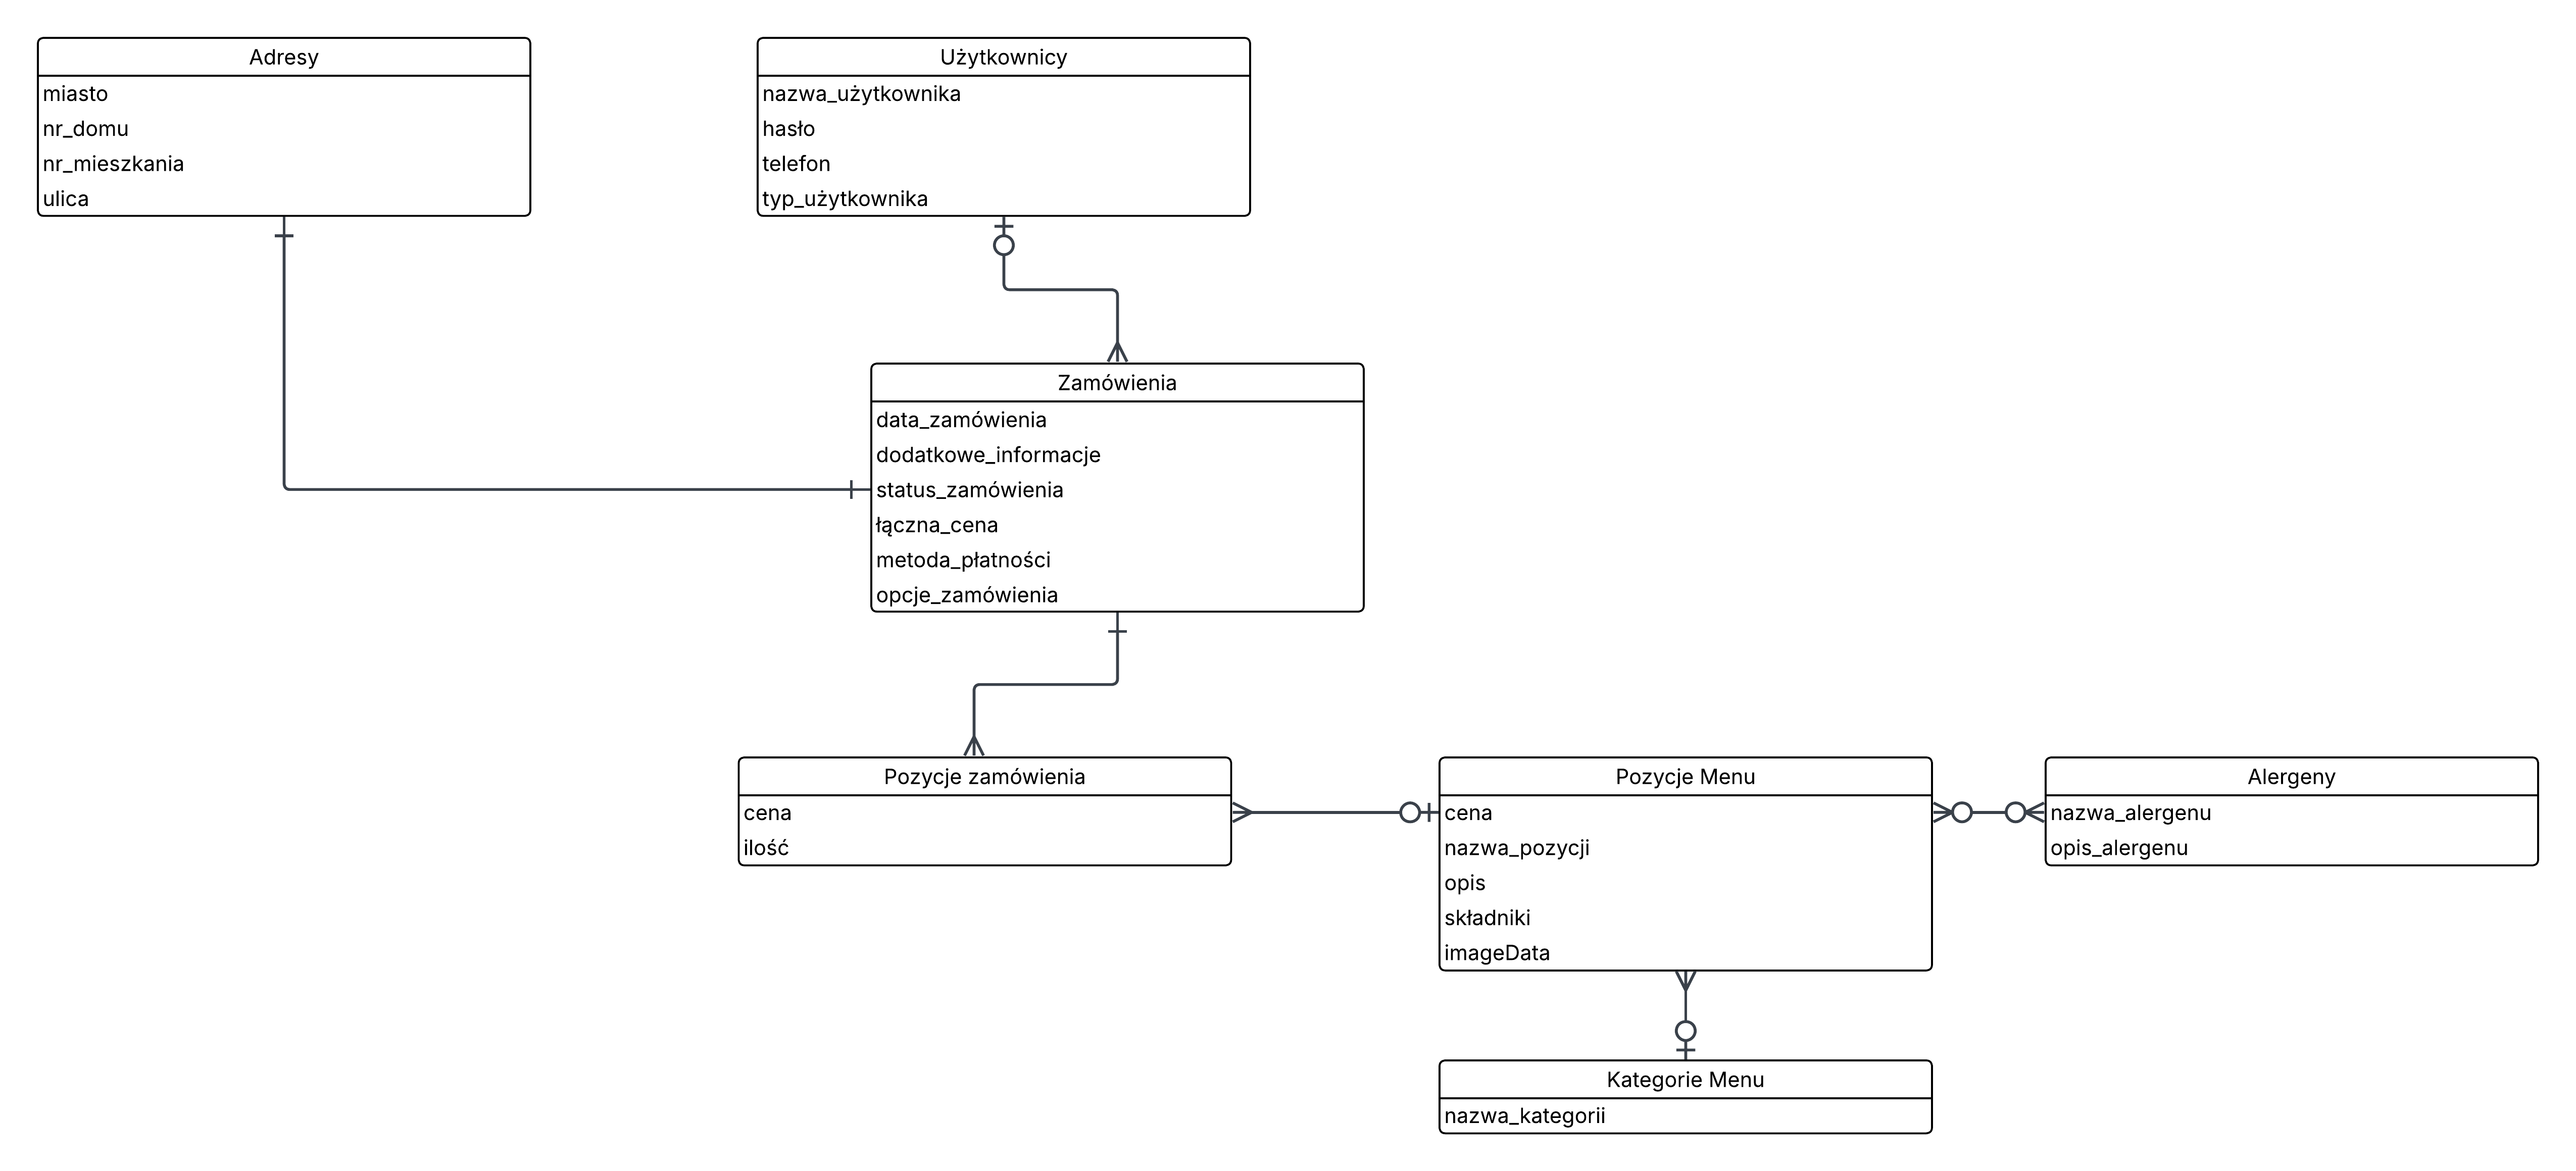 Adresy
miasto
nr_domu
nr_mieszkania
ulica
Użytkownicy
nazwa_użytkownika
hasło
telefon
typ_użytkownika
Zamówienia
data_zamówienia
dodatkowe_informacje
status_zamówienia
łączna_cena
metoda_płatności
opcje_zamówienia
Pozycje zamówienia
cena
ilość
Pozycje Menu
cena
nazwa_pozycji
opis
składniki
imageData
Alergeny
nazwa_alergenu
opis_alergenu
Kategorie Menu
nazwa_kategorii